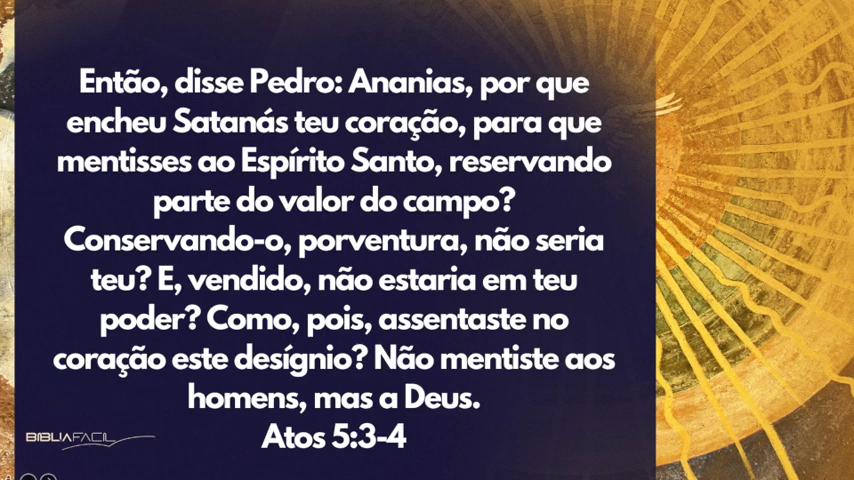 Então, disse Pedro: Ananias, por que
encheu Satanás teu coração, para que
mentisses ao Espírito Santo, reservando
parte do valor do campo?
Conservando-o, porventura, não seria
teu? E, vendido, não estaria em teu
poder? Como, pois, assentaste no
coração este desígnio? Não mentiste aos
homens, mas a Deus.
Atos 5:3-4
BIBLIAFACIL